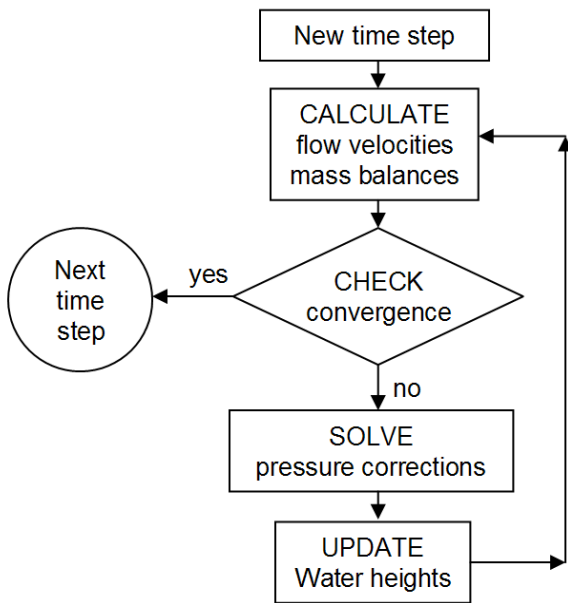 New time step
CALCULATE
flow velocities
mass balances
CHECK
convergence
yes
Next
time
step
no
SOLVE
pressure corrections
UPDATE
Water heights